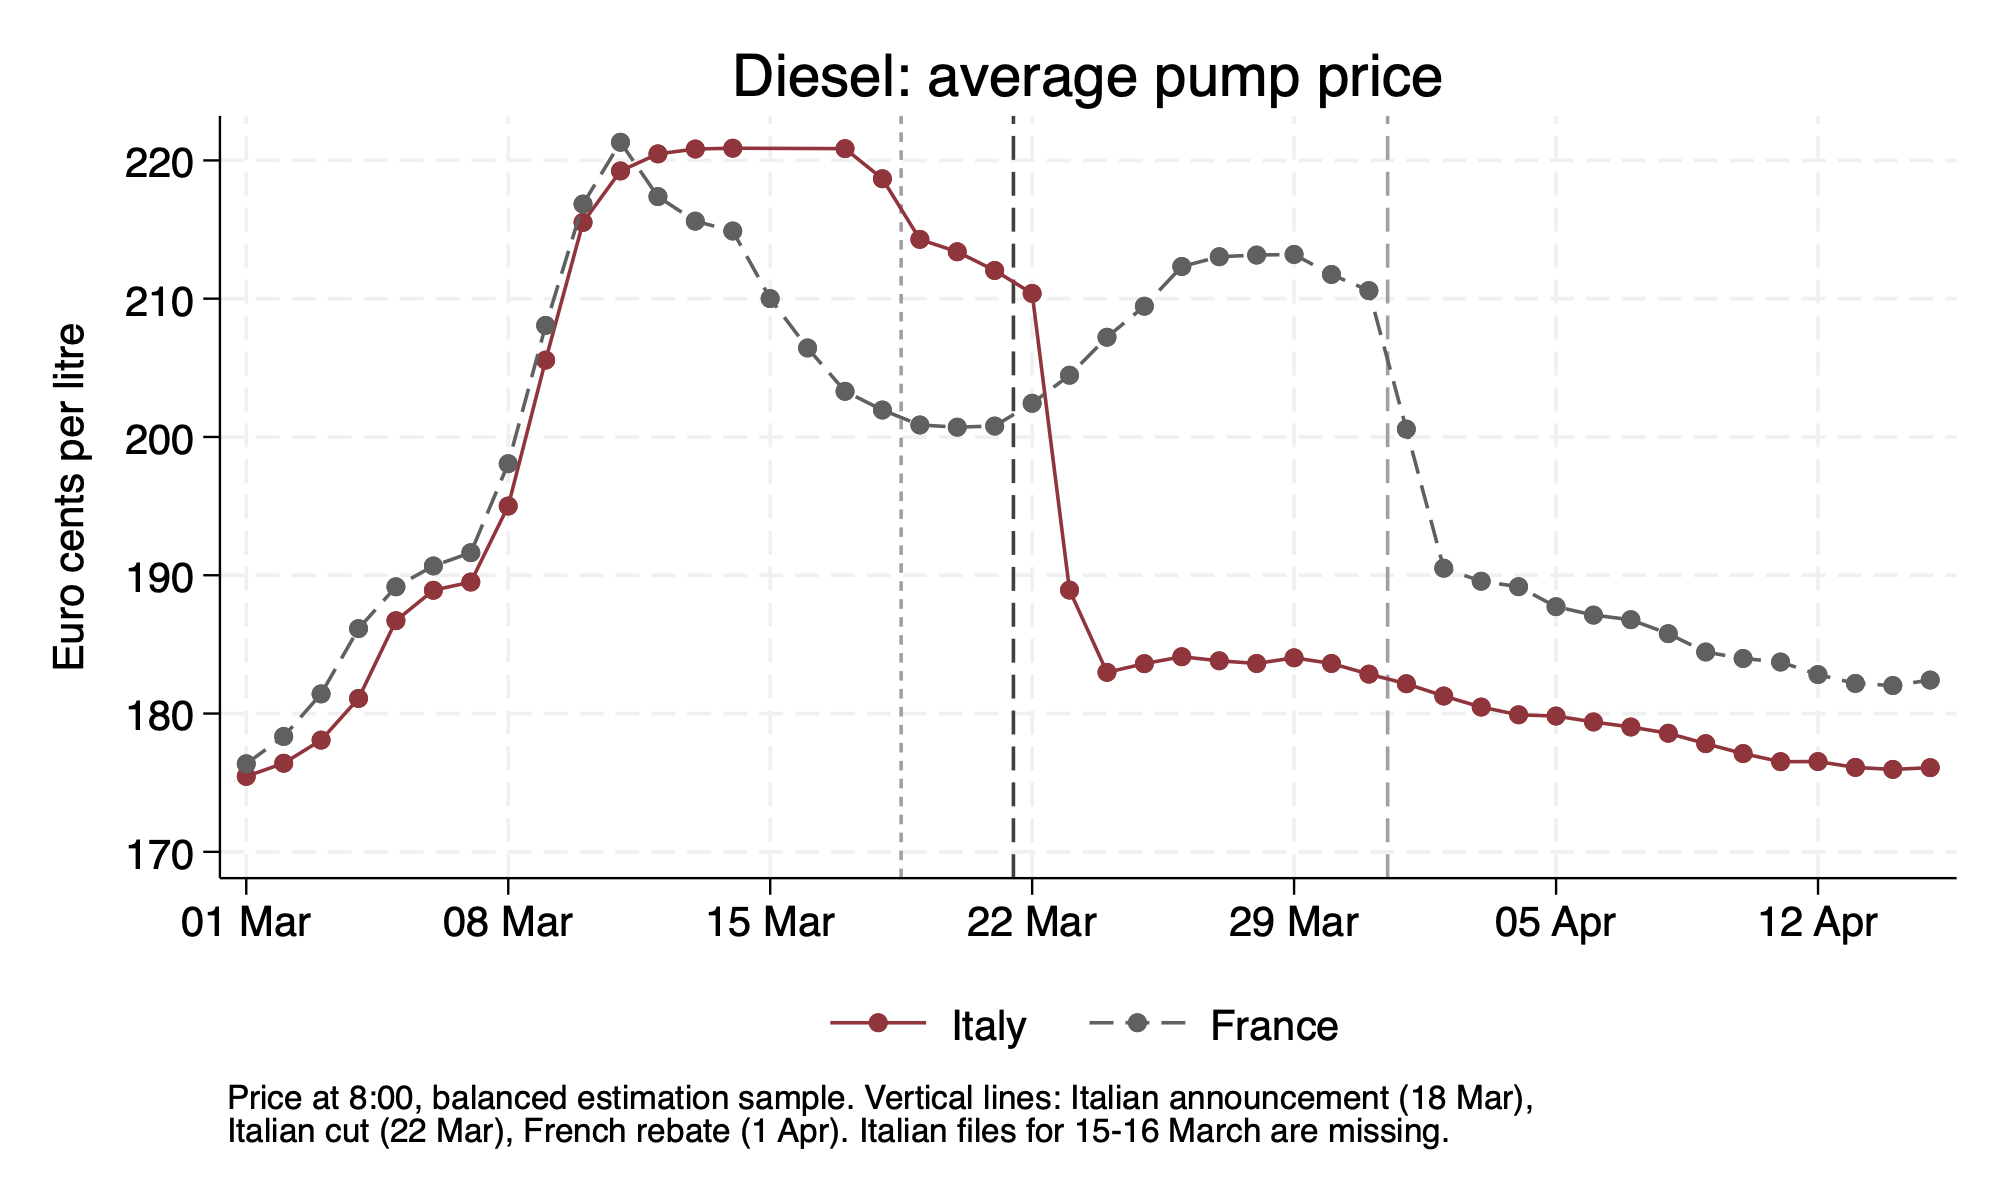 Diesel: average pump price
Euro cents per litre
220
210
200
190
180
170
01 Mar
08 Mar
15 Mar
22 Mar
29 Mar
05 Apr
12 Apr
Italy
France
Price at 8:00, balanced estimation sample. Vertical lines: Italian announcement (18 Mar),
Italian cut (22 Mar), French rebate (1 Apr). Italian files for 15-16 March are missing.